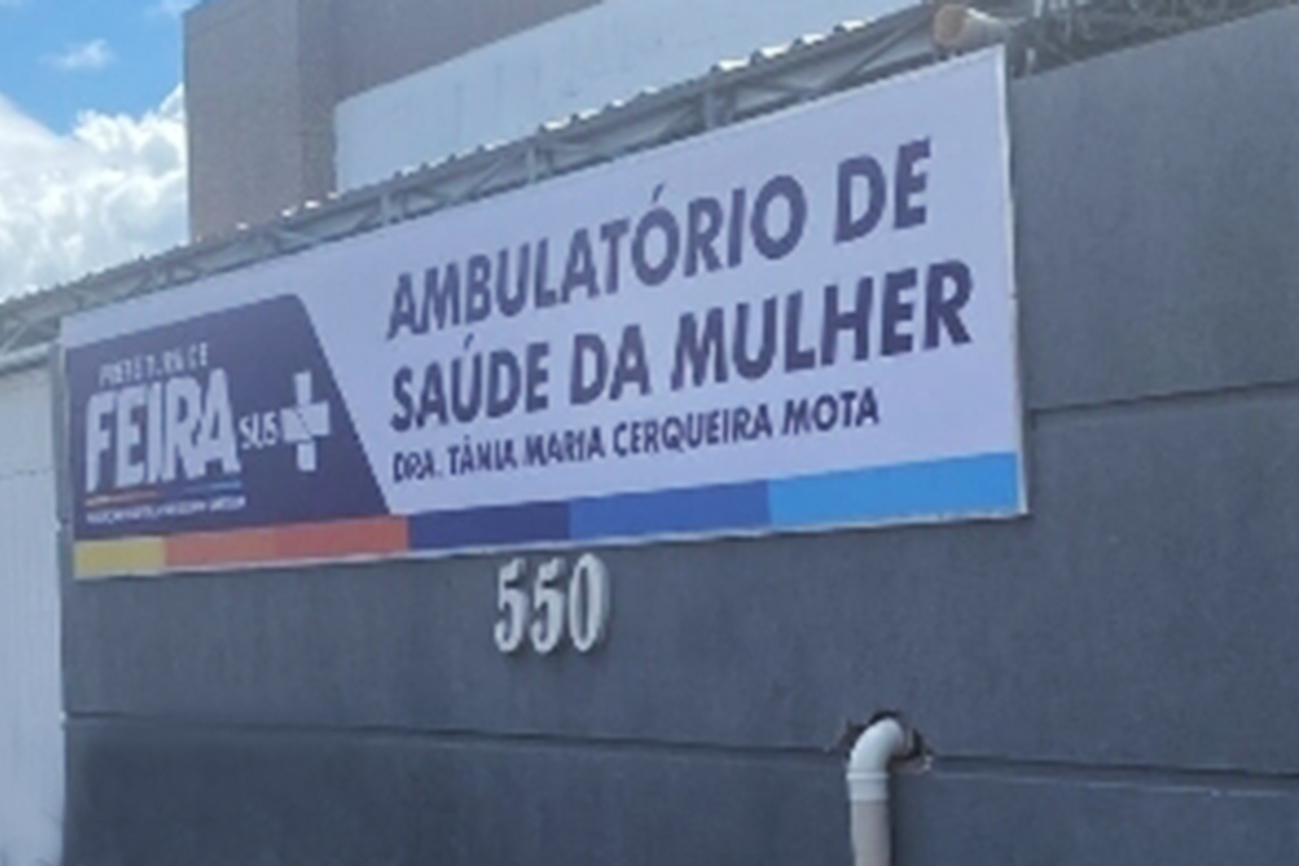 PREFEITURA DE
FEIRA
SUS
AMBULATÓRIO DE
SAÚDE DA MULHER
DRA. TÂNIA MARIA CERQUEIRA MOTA
550